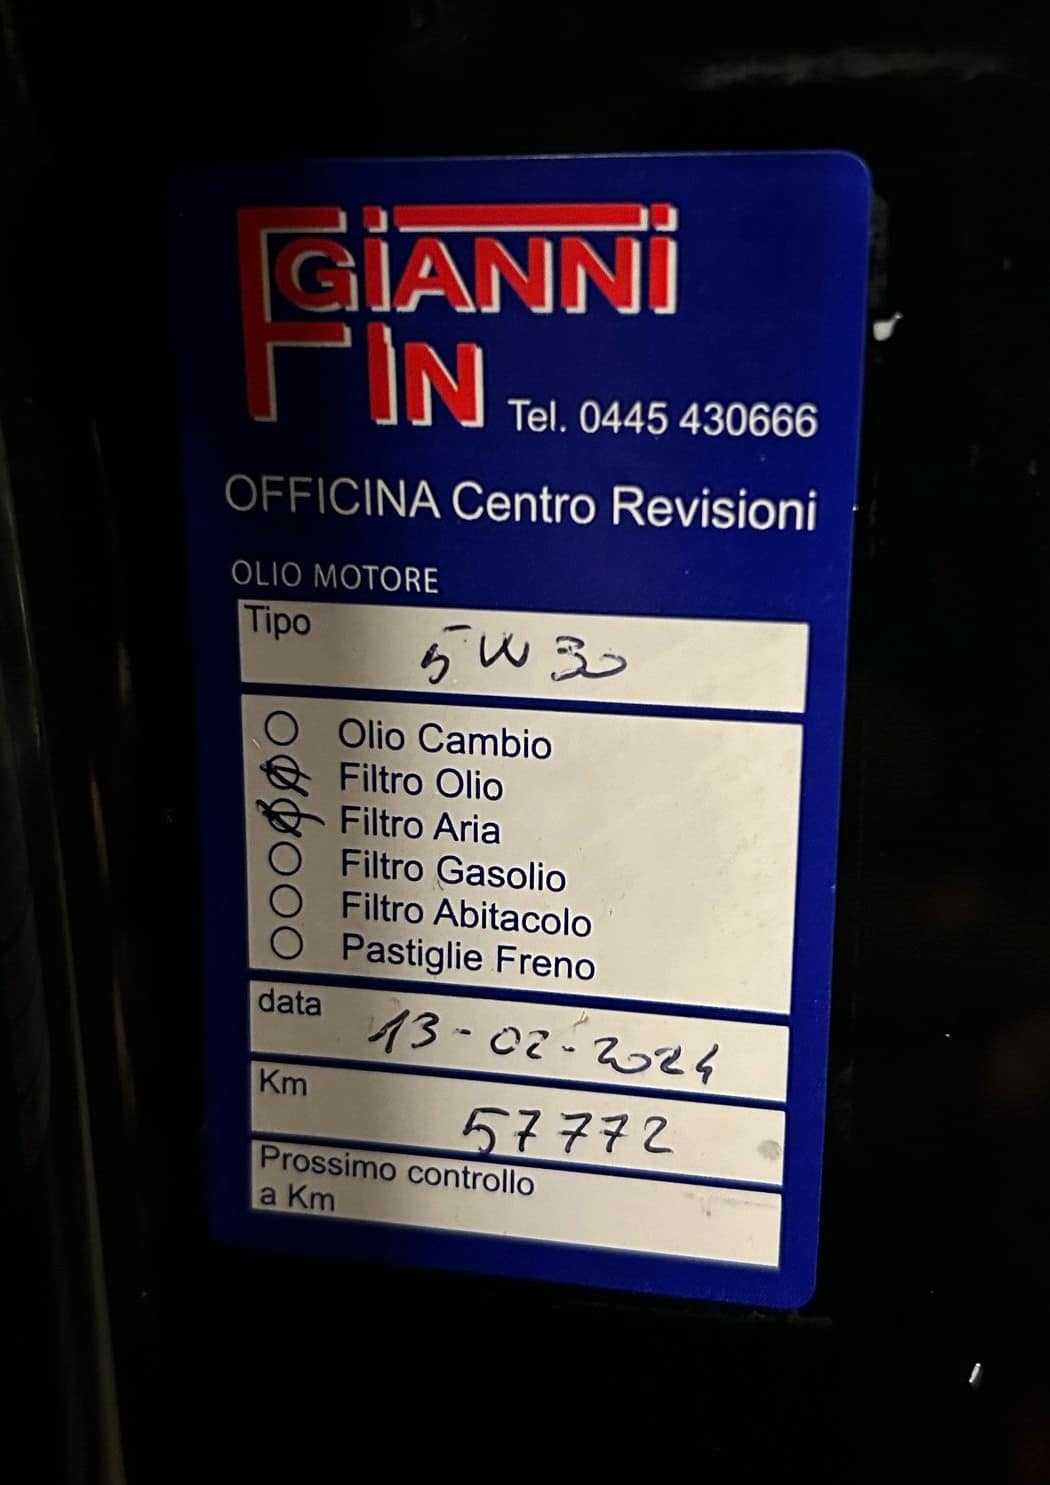 GIANNI
FIN Tel. 0445 430666
OFFICINA Centro Revisioni
OLIO MOTORE
Tipo 5W30
Olio Cambio
Filtro Olio
Filtro Aria
Filtro Gasolio
Filtro Abitacolo
Pastiglie Freno
data 13-02-2024
Km 57772
Prossimo controllo
a Km